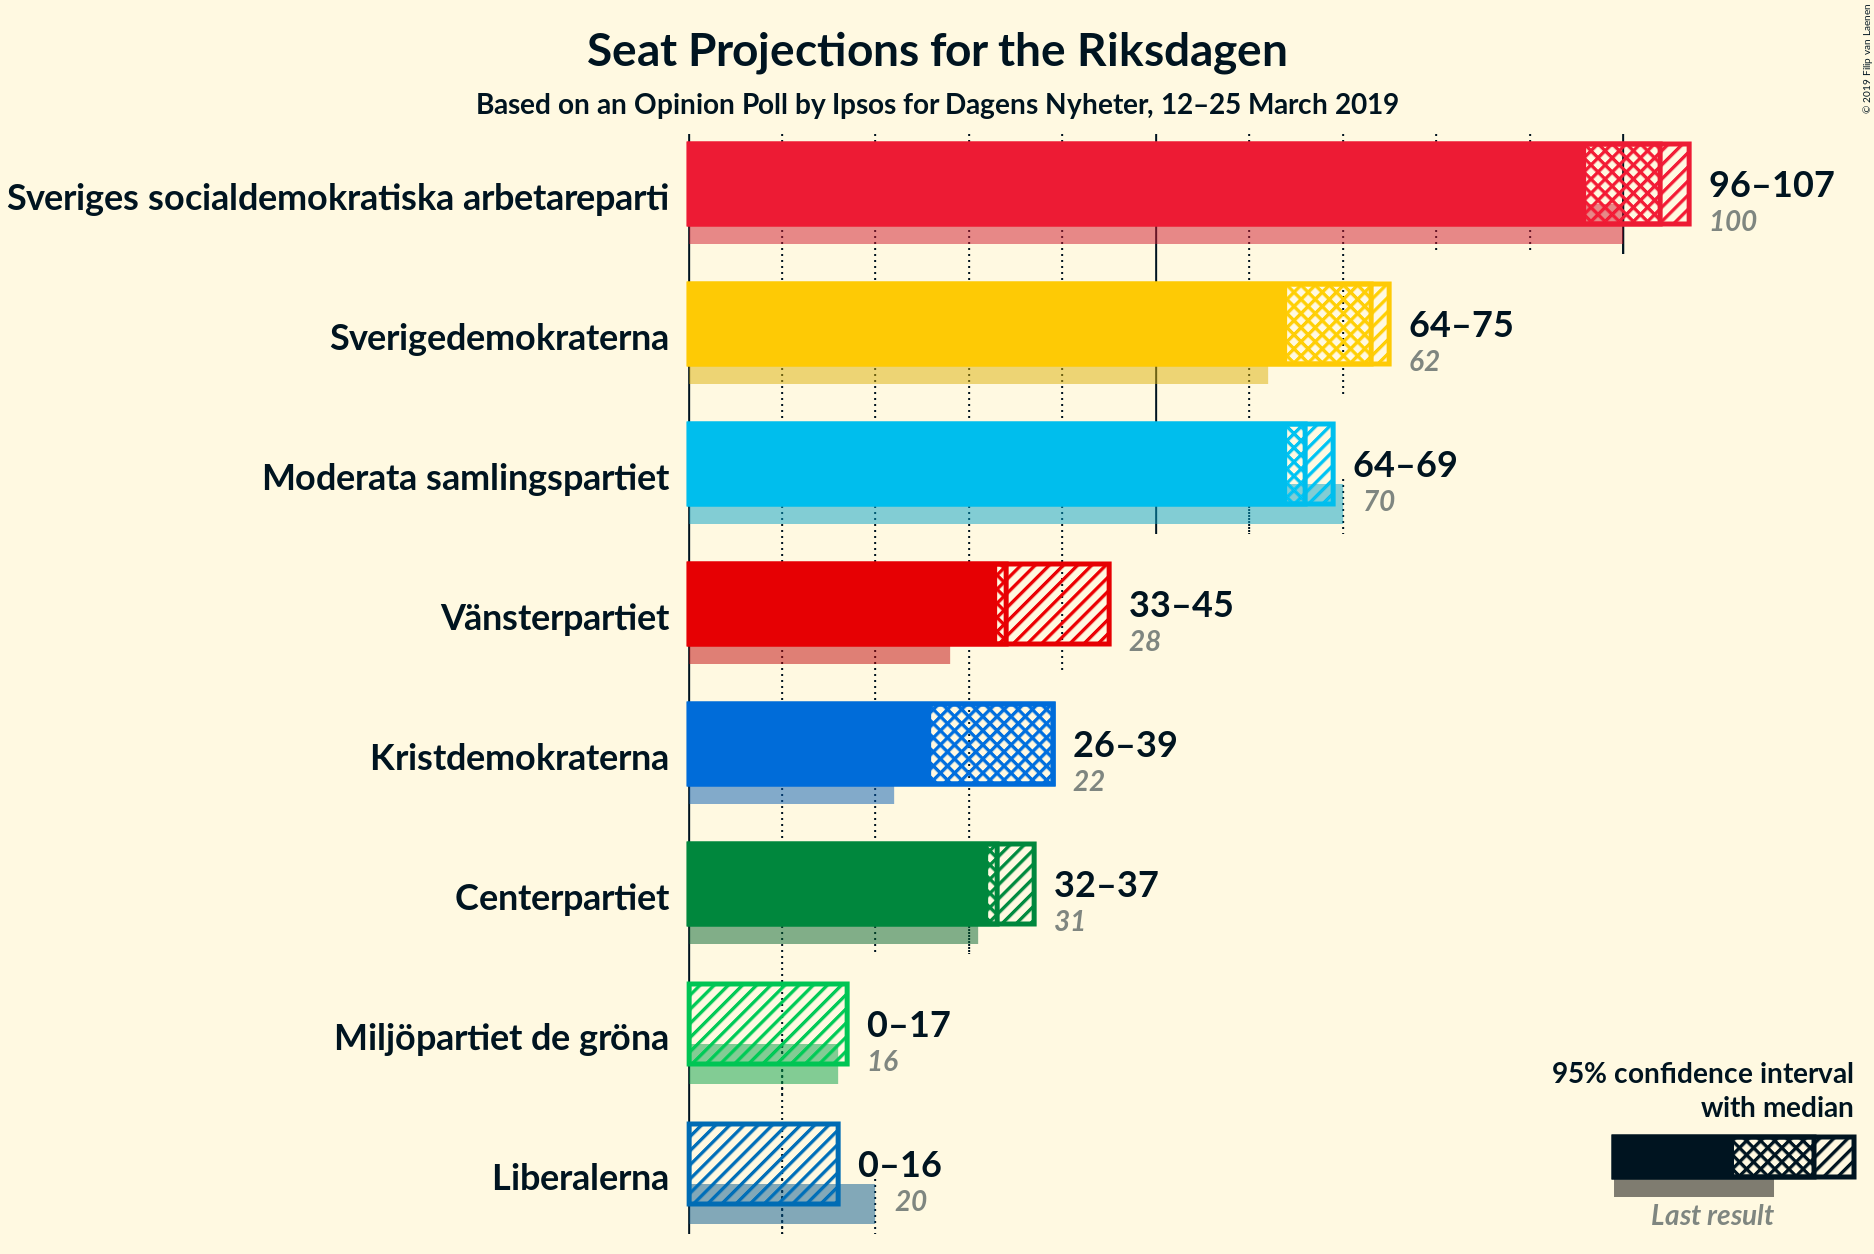 Seat Projections for the Riksdagen
Based on an Opinion Poll by Ipsos for Dagens Nyheter, 12–25 March 2019
© 2019 Filip van Laenen
Sveriges socialdemokratiska arbetareparti
96–107
100
Sverigedemokraterna
64–75
62
Moderata samlingspartiet
64–69
70
Vänsterpartiet
33–45
28
Kristdemokraterna
26–39
22
Centerpartiet
32–37
31
Miljöpartiet de gröna
0–17
16
Liberalerna
0–16
20
95% confidence interval
with median
Last result